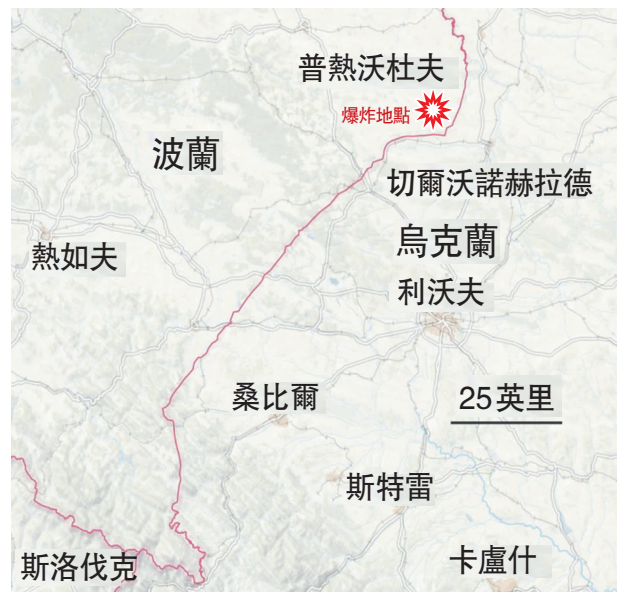 普熱沃杜夫
爆炸地點
波蘭
切爾沃諾赫拉德
烏克蘭
熱如夫
利沃夫
桑比爾
25英里
斯特雷
斯洛伐克
卡盧什